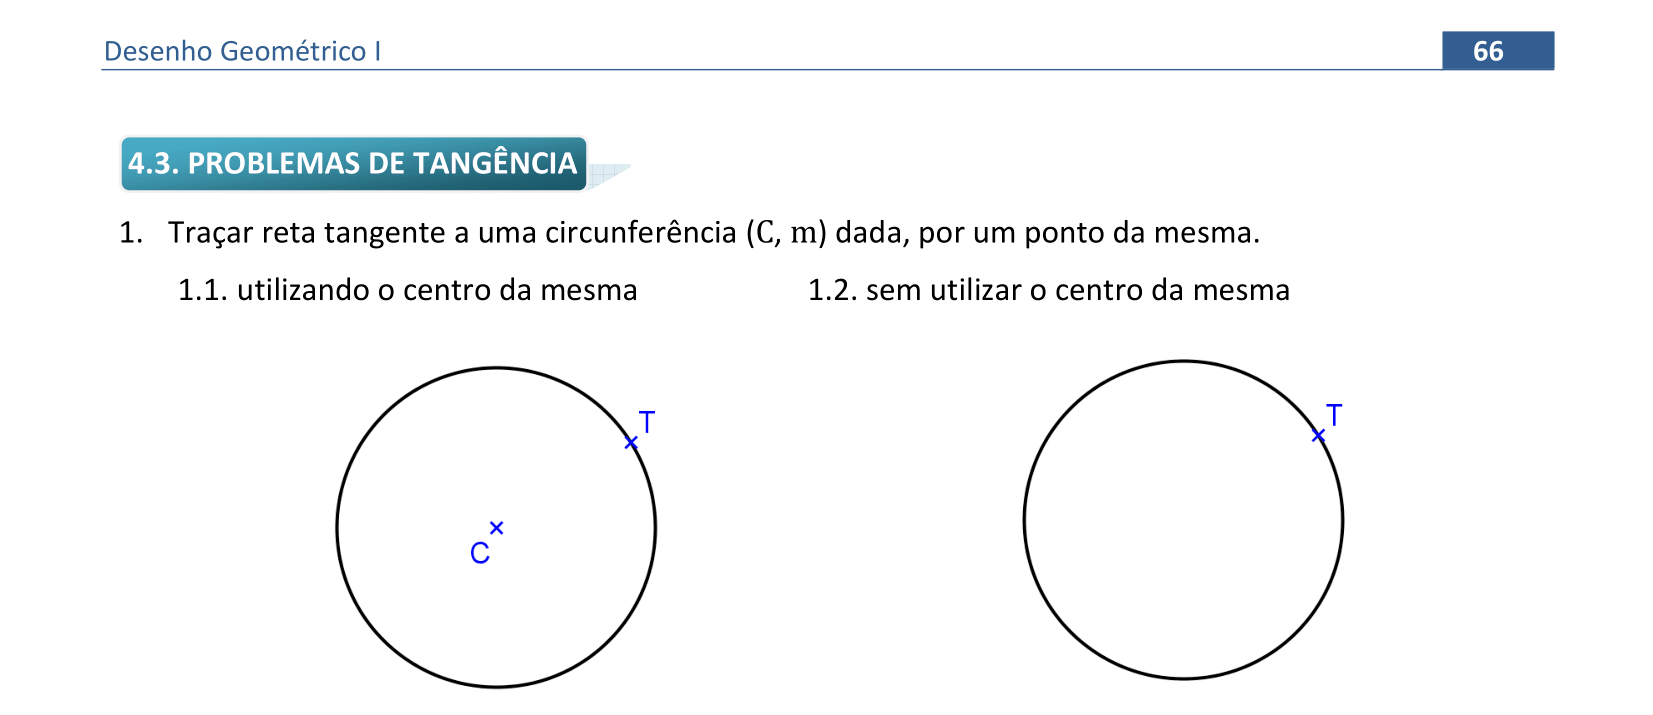 Desenho Geométrico I 66
4.3. PROBLEMAS DE TANGÊNCIA
1. Traçar reta tangente a uma circunferência (C, m) dada, por um ponto da mesma.
1.1. utilizando o centro da mesma 1.2. sem utilizar o centro da mesma
T T
C